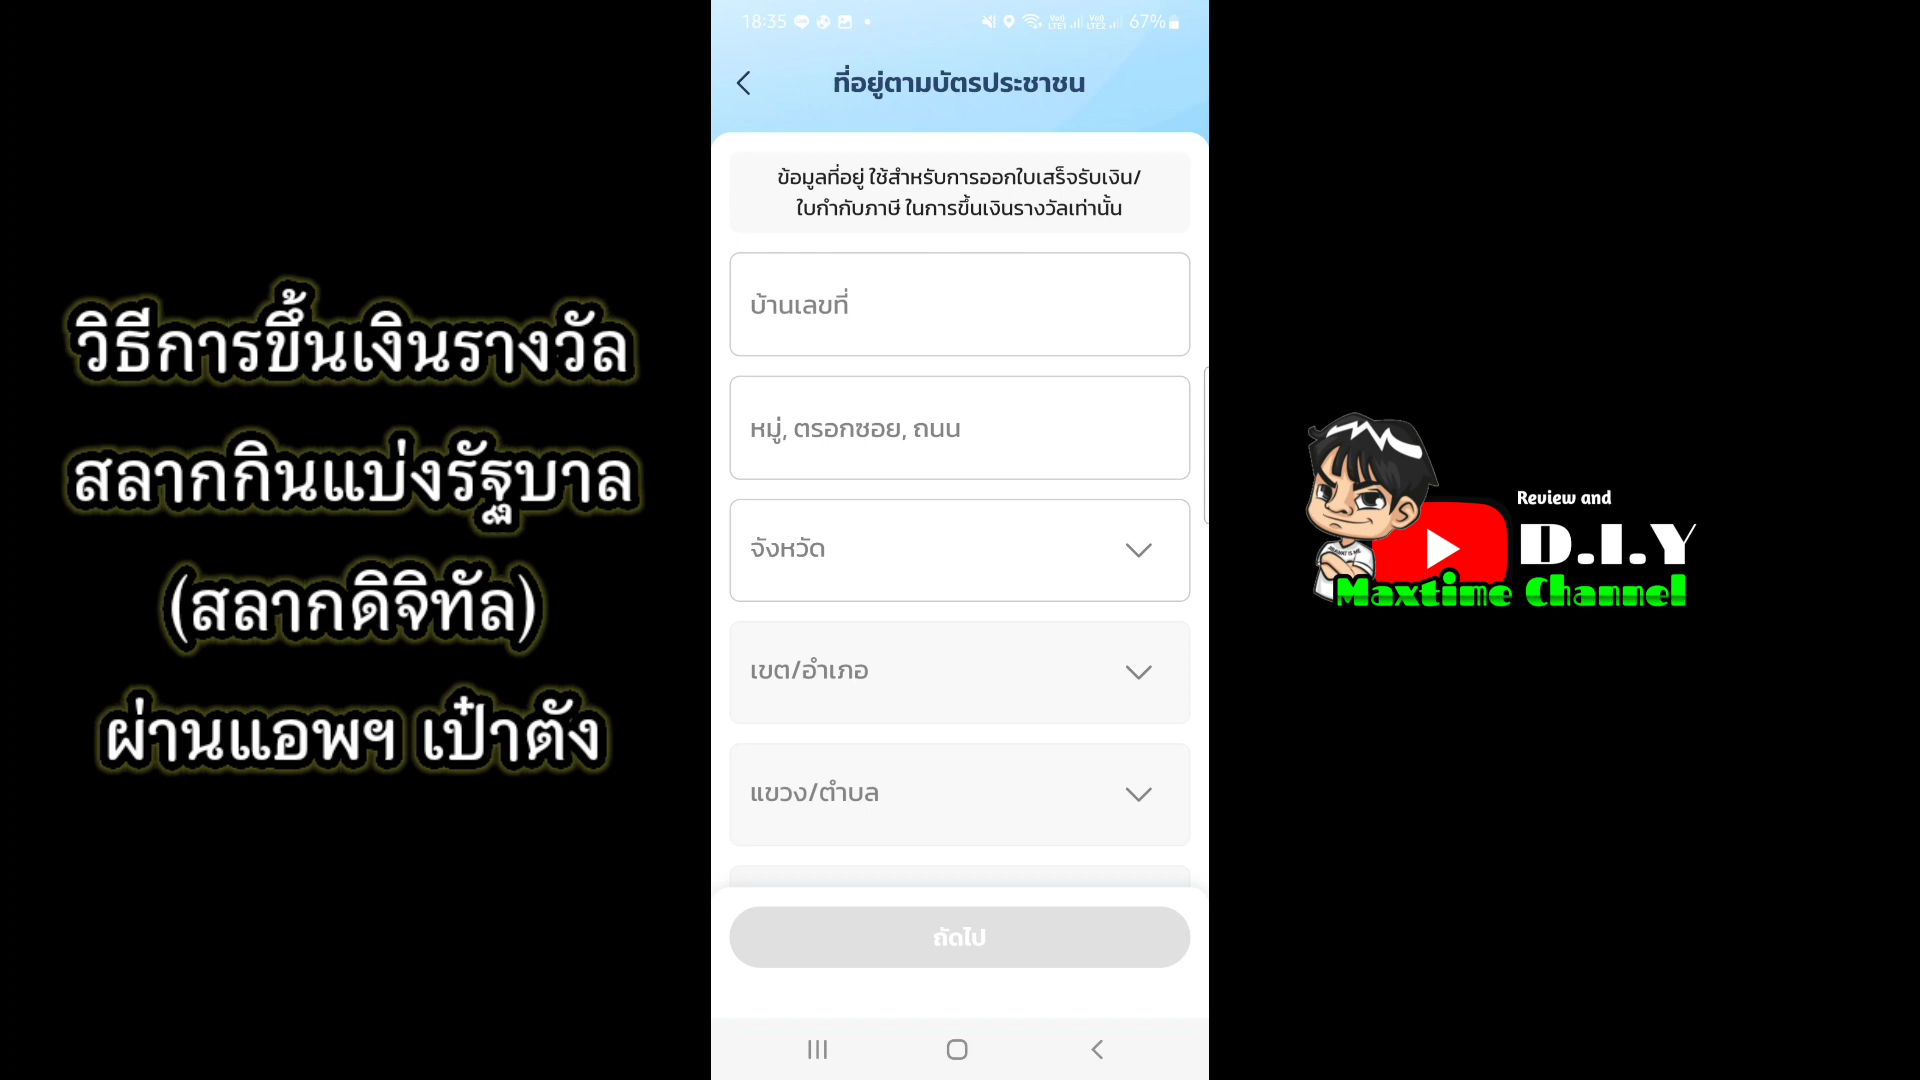 วิธีการขึ้นเงินรางวัล
สลากกินแบ่งรัฐบาล
(สลากดิจิทัล)
ผ่านแอพฯ เป๋าตัง
18:35
67%
ที่อยู่ตามบัตรประชาชน
ข้อมูลที่อยู่ ใช้สำหรับการออกใบเสร็จรับเงิน/
ใบกำกับภาษี ในการขึ้นเงินรางวัลเท่านั้น
บ้านเลขที่
หมู่, ตรอกซอย, ถนน
จังหวัด
เขต/อำเภอ
แขวง/ตำบล
ถัดไป
Review and
D.I.Y
Maxtime Channel